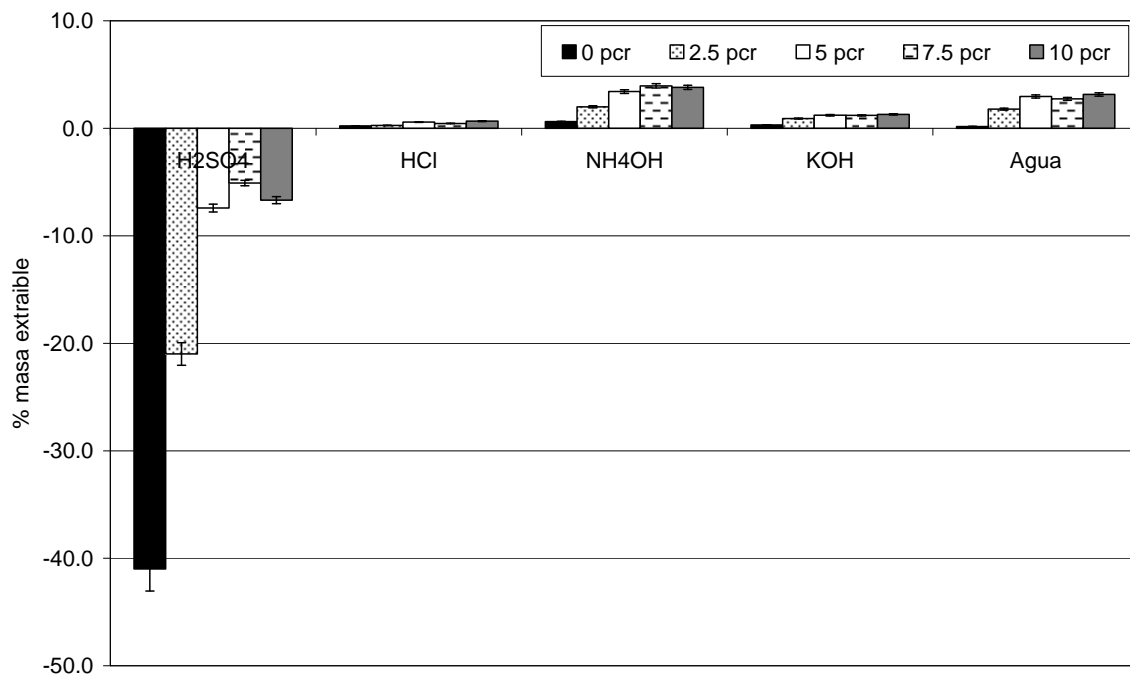 10.0
0 pcr 2.5 pcr 5 pcr 7.5 pcr 10 pcr
0.0
H2SO4 HCl NH4OH KOH Agua
-10.0
-20.0
-30.0
-40.0
-50.0
% masa extraible